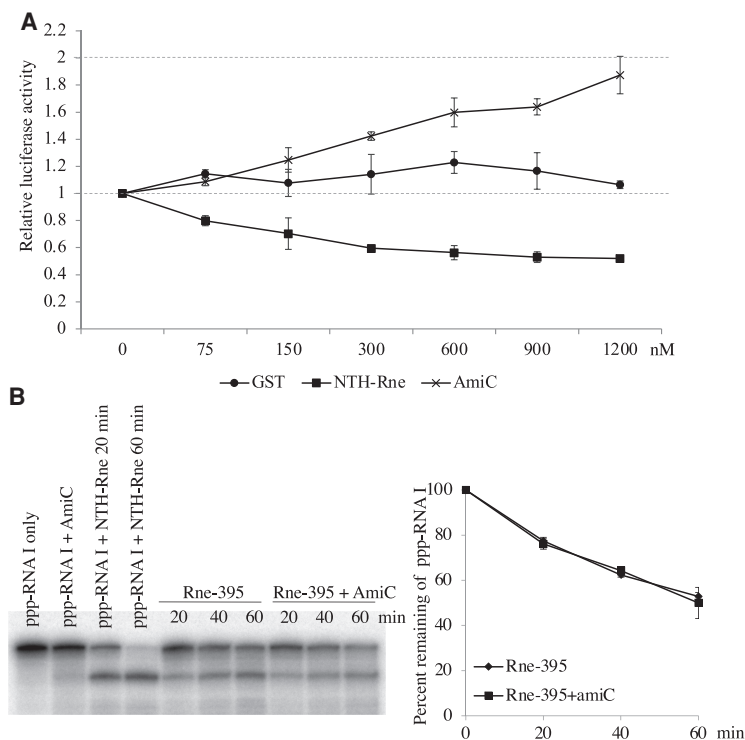 A
Relative luciferase activity
2.2
2
1.8
1.6
1.4
1.2
1
0.8
0.6
0.4
0.2
0
0 75 150 300 600 900 1200 nM
GST NTH-Rne AmiC
B
ppp-RNA I only
ppp-RNA I + AmiC
ppp-RNA I + NTH-Rne 20 min
ppp-RNA I + NTH-Rne 60 min
Rne-395 Rne-395 + AmiC
20 40 60 20 40 60 min
Percent remaining of ppp-RNA I
100
80
60
40
20
0
Rne-395
Rne-395+amiC
0 20 40 60 min